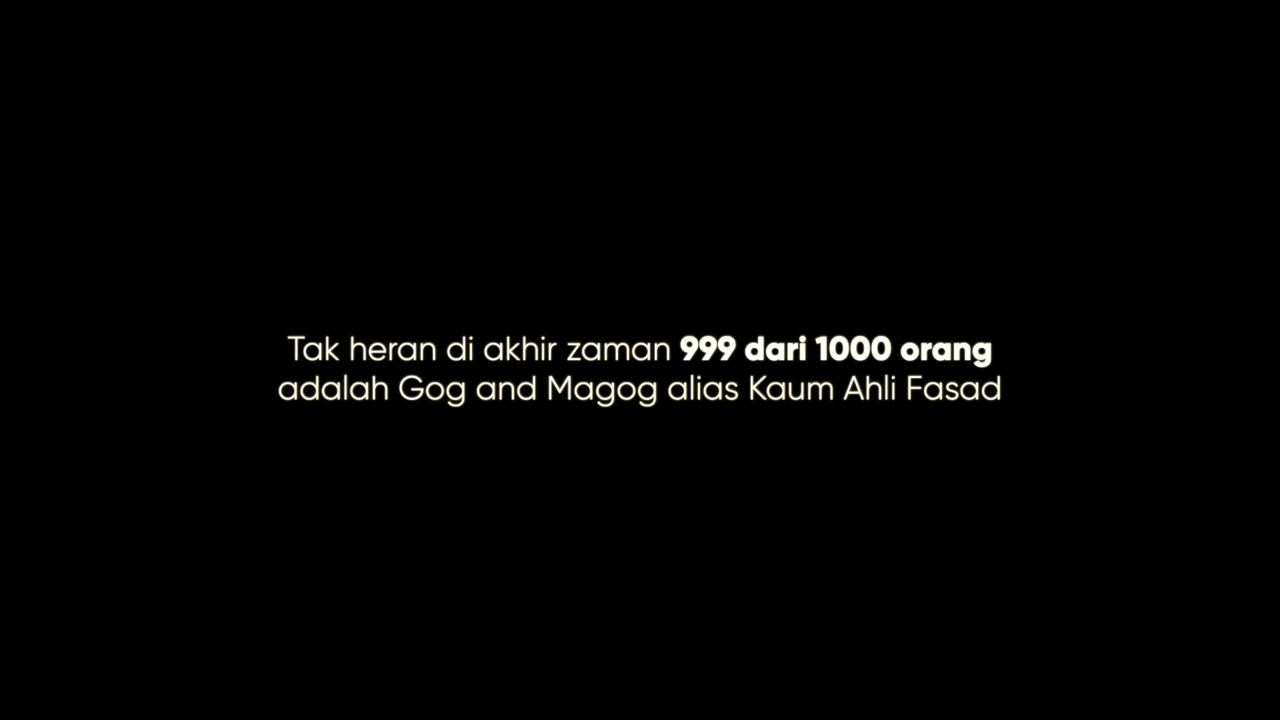 Tak heran di akhir zaman 999 dari 1000 orang
adalah Gog and Magog alias Kaum Ahli Fasad